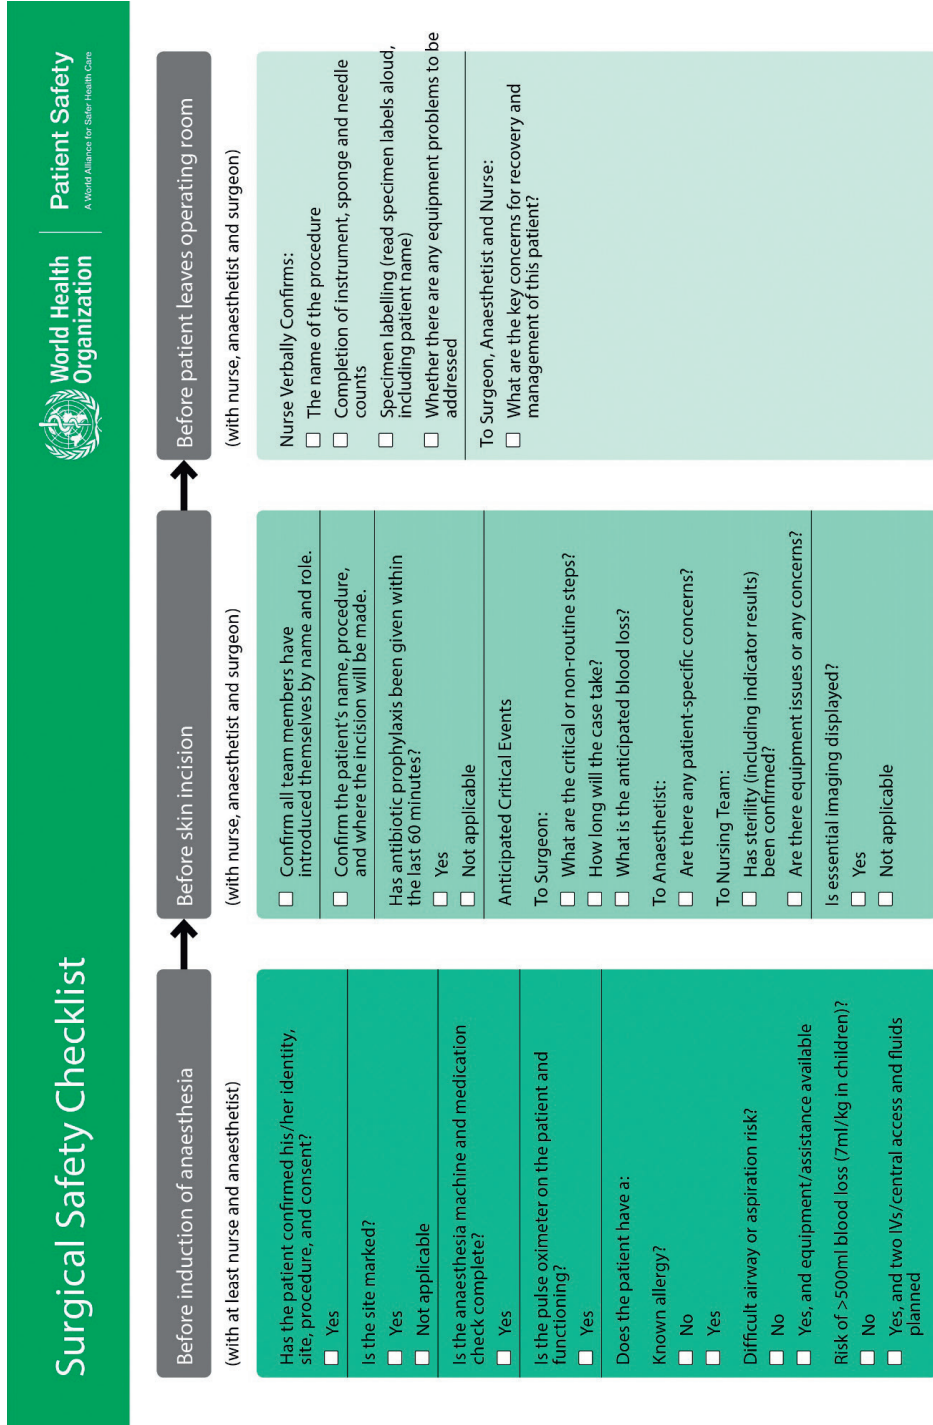 Surgical Safety Checklist
World Health
Organization
Patient Safety
A World Alliance for Safer Health Care
Before induction of anaesthesia
(with at least nurse and anaesthetist)
Has the patient confirmed his/her identity,
site, procedure, and consent?
Yes
Is the site marked?
Yes
Not applicable
Is the anaesthesia machine and medication
check complete?
Yes
Is the pulse oximeter on the patient and
functioning?
Yes
Does the patient have a:
Known allergy?
No
Yes
Difficult airway or aspiration risk?
No
Yes, and equipment/assistance available
Risk of >500ml blood loss (7ml/kg in children)?
No
Yes, and two IVs/central access and fluids
planned
Before skin incision
(with nurse, anaesthetist and surgeon)
Confirm all team members have
introduced themselves by name and role.
Confirm the patient's name, procedure,
and where the incision will be made.
Has antibiotic prophylaxis been given within
the last 60 minutes?
Yes
Not applicable
Anticipated Critical Events
To Surgeon:
What are the critical or non-routine steps?
How long will the case take?
What is the anticipated blood loss?
To Anaesthetist:
Are there any patient-specific concerns?
To Nursing Team:
Has sterility (including indicator results)
been confirmed?
Are there equipment issues or any concerns?
Is essential imaging displayed?
Yes
Not applicable
Before patient leaves operating room
(with nurse, anaesthetist and surgeon)
Nurse Verbally Confirms:
The name of the procedure
Completion of instrument, sponge and needle
counts
Specimen labelling (read specimen labels aloud,
including patient name)
Whether there are any equipment problems to be
addressed
To Surgeon, Anaesthetist and Nurse:
What are the key concerns for recovery and
management of this patient?